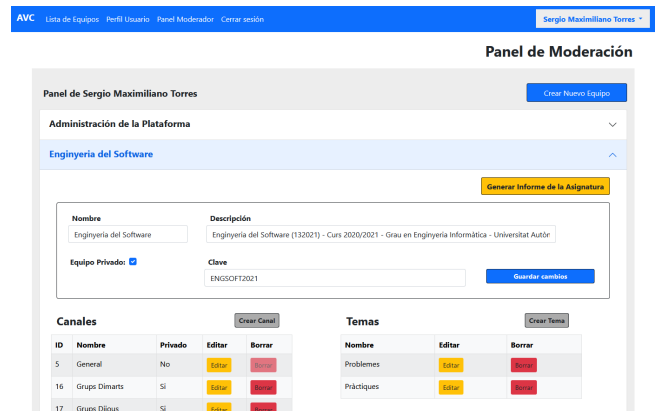 AVC Lista de Equipos Perfil Usuario Panel Moderador Cerrar sesión Sergio Maximiliano Torres
Panel de Moderación
Panel de Sergio Maximiliano Torres Crear Nuevo Equipo
Administración de la Plataforma
Enginyeria del Software
Generar Informe de la Asignatura
Nombre Descripción
Enginyeria del Software Enginyeria del Software (132021) - Curs 2020/2021 - Grau en Enginyeria Informàtica - Universitat Autòn
Equipo Privado: Clave
ENGSOFT2021 Guardar cambios
Canales Crear Canal Temas Crear Tema
ID Nombre Privado Editar Borrar Nombre Editar Borrar
5 General No Editar Borrar Problemes Editar Borrar
16 Grups Dimarts Si Editar Borrar Pràctiques Editar Borrar
17 Grups Dijous Si Editar Borrar